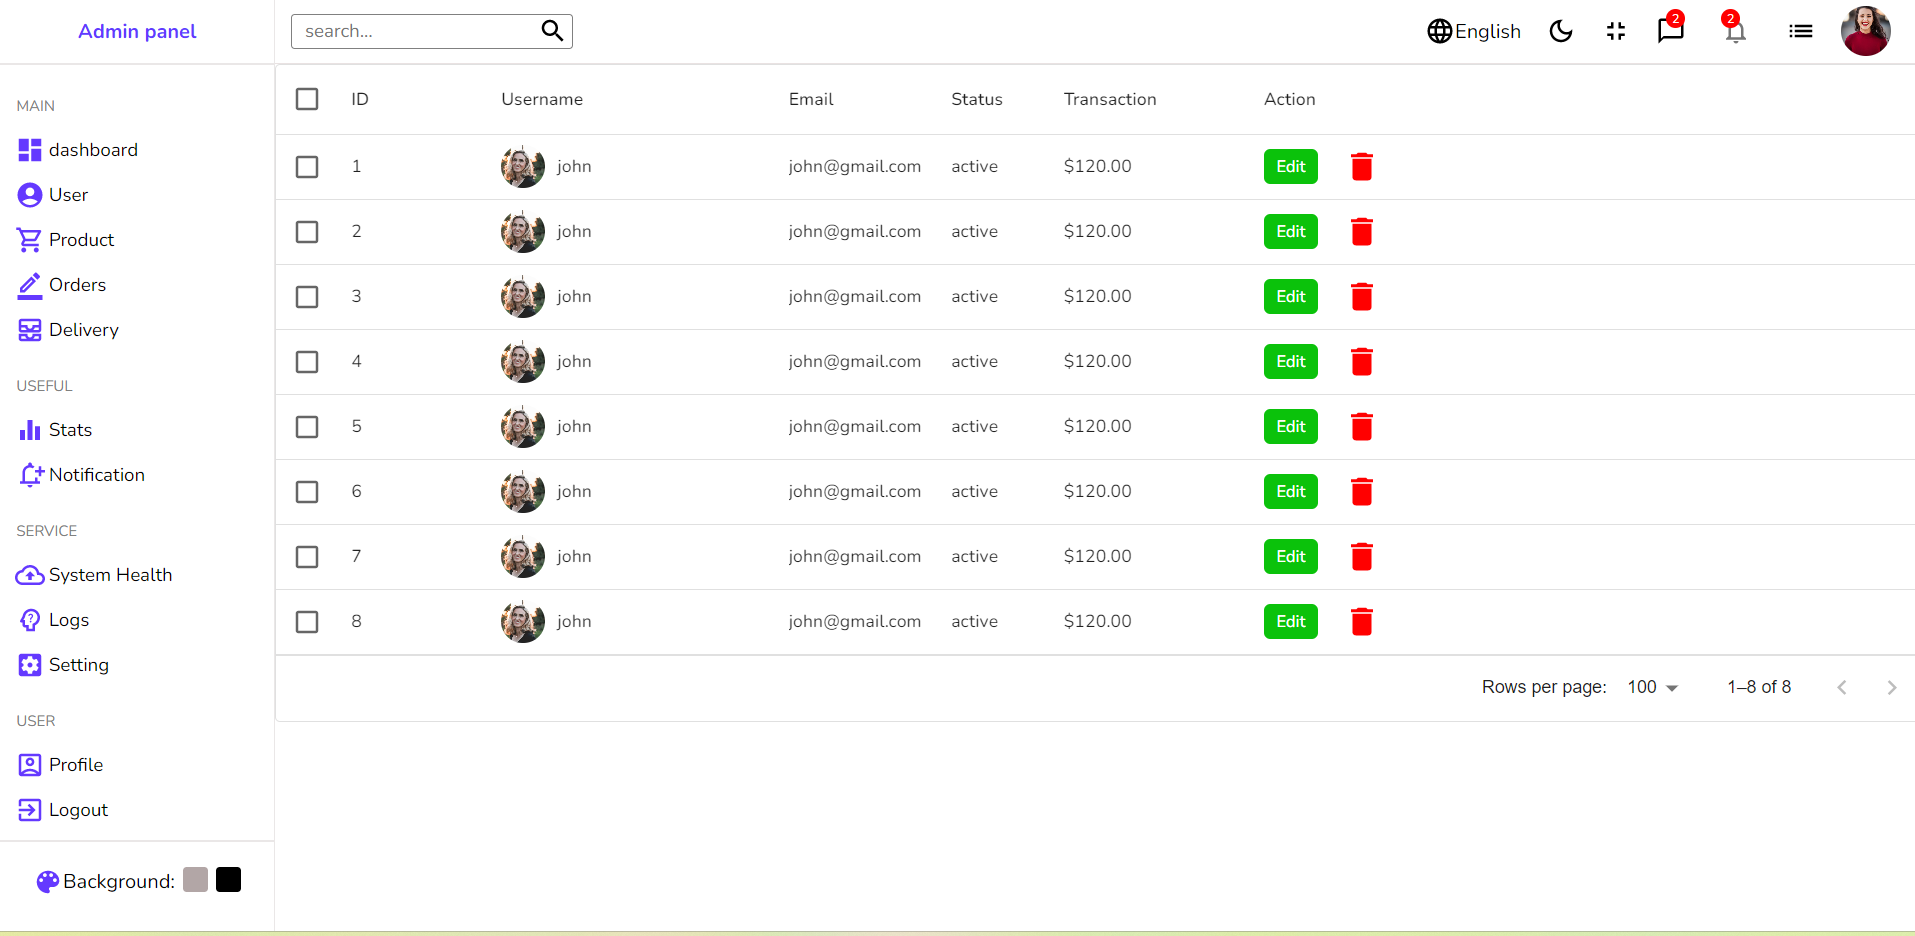 Admin panel
search...
English
2
2
MAIN
dashboard
User
Product
Orders
Delivery
USEFUL
Stats
Notification
SERVICE
System Health
Logs
Setting
USER
Profile
Logout
Background:
ID Username Email Status Transaction Action
1 john john@gmail.com active $120.00 Edit
2 john john@gmail.com active $120.00 Edit
3 john john@gmail.com active $120.00 Edit
4 john john@gmail.com active $120.00 Edit
5 john john@gmail.com active $120.00 Edit
6 john john@gmail.com active $120.00 Edit
7 john john@gmail.com active $120.00 Edit
8 john john@gmail.com active $120.00 Edit
Rows per page: 100 1–8 of 8